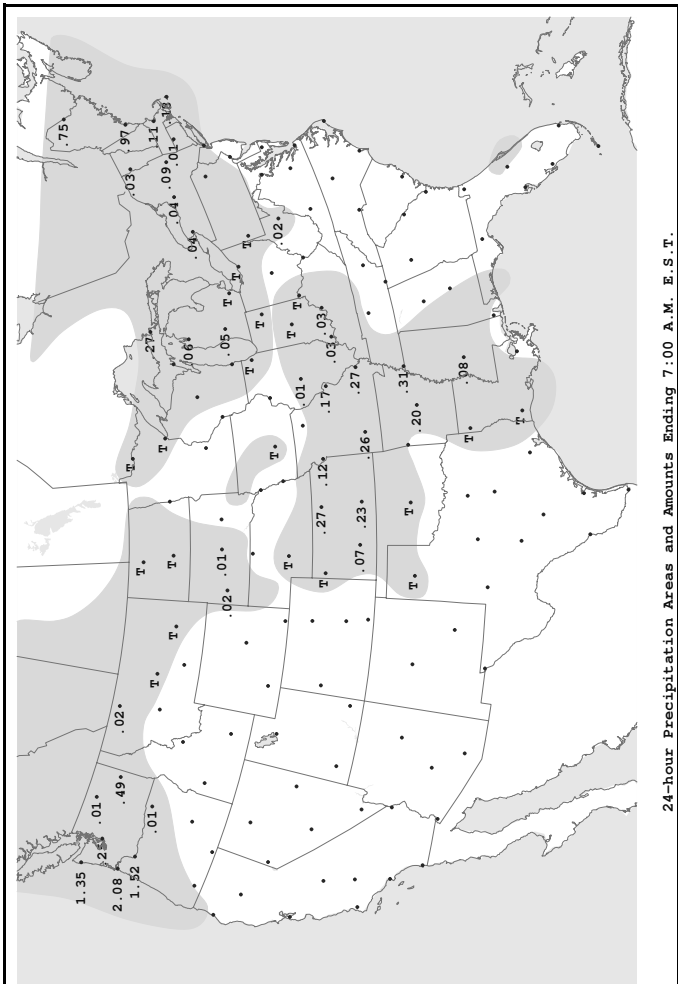 .75
1.35
.01
2.08
.02
.49
.97
T
.03
1.52
T
.27
.01
.11
T
T
.18
.09
T
.01
T
.04
.06
.04
.01
.05
T
.02
T
T
T
T
T
.02
T
T
T
.01
.27
.03
.12
T
.17
.03
.27
.07
.23
.26
.31
T
T
.20
.08
T
T
24-hour Precipitation Areas and Amounts Ending 7:00 A.M. E.S.T.